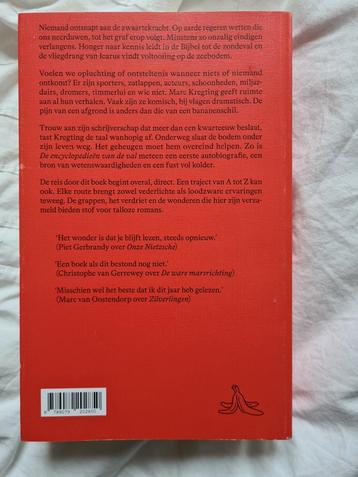 Niemand ontsnapt aan de zwaartekracht. Op aarde regeren wetten die
ons neerduwen, tot het graf erop volgt. Minstens zo onzalig eindigen
verlangens. Honger naar kennis leidt in de Bijbel tot de zondeval en
de vliegdrang van Icarus vindt voltooiing op de zeebodem.
Voelen we opluchting of ontsteltenis wanneer niets of niemand
ontkomt? Er zijn sporters, zatlappen, acteurs, schoonheden, miljar-
dairs, dromers, timmerlui en wie niet. Marc Kregting geeft ruimte
aan al hun verhalen. Vaak zijn ze komisch, bij vlagen dramatisch. De
pijn van een afgrond is anders dan die van een bananenschil.
Trouw aan zijn schrijverschap dat meer dan een kwarteeuw beslaat,
tast Kregting de taal wanhopig af. Onderweg slaat de bodem onder
zijn leven weg. Het geheugen moet hem overeind helpen. Zo is
De encyclopedieën van de val meteen een eerste autobiografie, een
bron van wetenswaardigheden en een fust vol kolder.
De reis door dit boek begint overal, direct. Een traject van A tot Z kan
ook. Elke route brengt zowel vederlichte als loodzware ervaringen
teweeg. De grappen, het verdriet en de wonderen die hier zijn verza-
meld bieden stof voor talloze romans.
'Het wonder is dat je blijft lezen, steeds opnieuw.'
(Piet Gerbrandy over Onze Nietzsche)
'Een boek als dit bestond nog niet.'
(Christophe van Gerrewey over De ware marsrichting)
'Misschien wel het beste dat ik dit jaar heb gelezen.'
(Marc van Oostendorp over Zilverlingen)
9 789079 202805